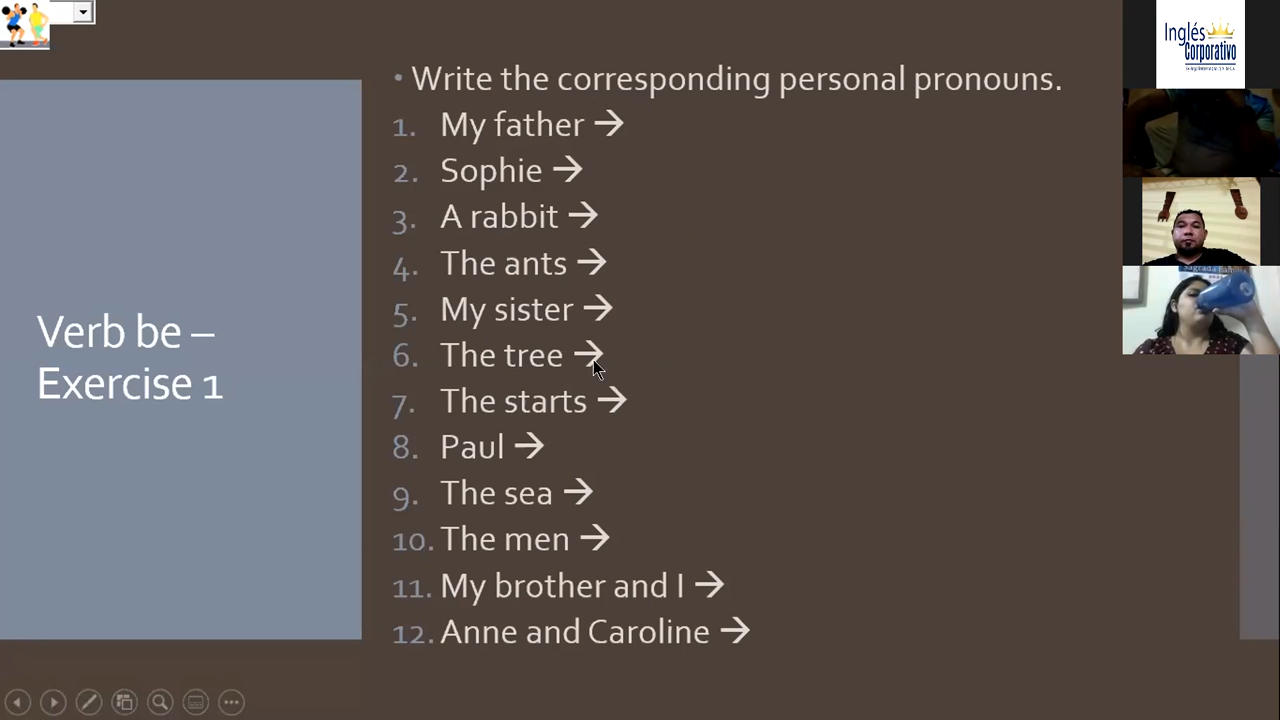 Verb be –
Exercise 1
• Write the corresponding personal pronouns.
1. My father →
2. Sophie →
3. A rabbit →
4. The ants →
5. My sister →
6. The tree →
7. The starts →
8. Paul →
9. The sea →
10. The men →
11. My brother and I →
12. Anne and Caroline →
Inglés
Corporativo